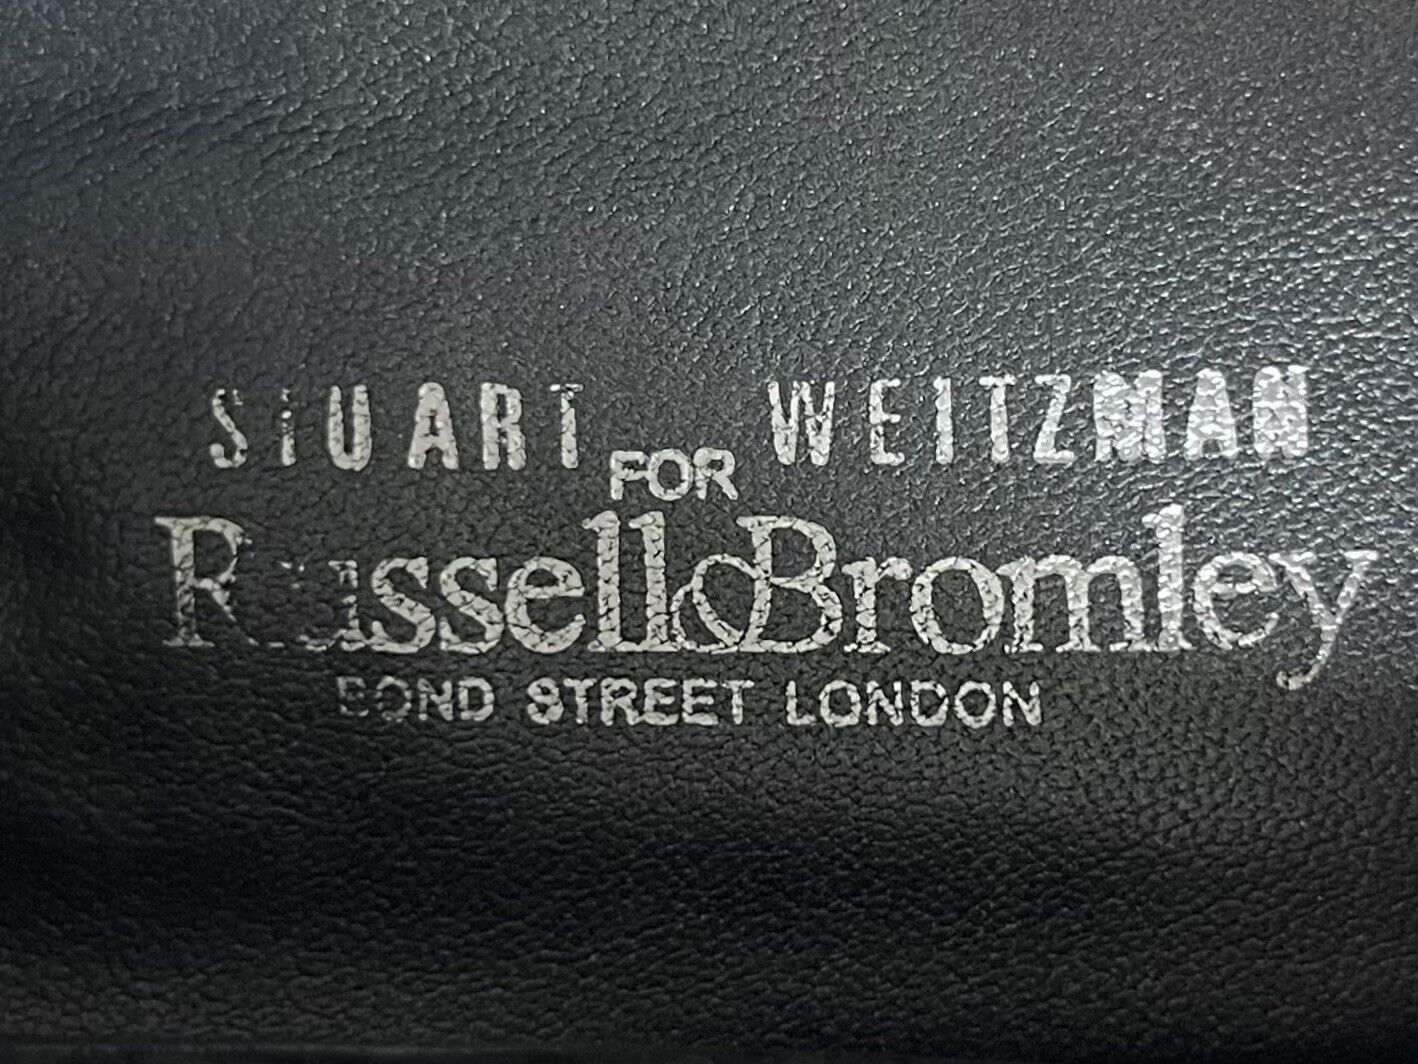 STUART WEITZMAN
FOR
Russell&Bromley
BOND STREET LONDON